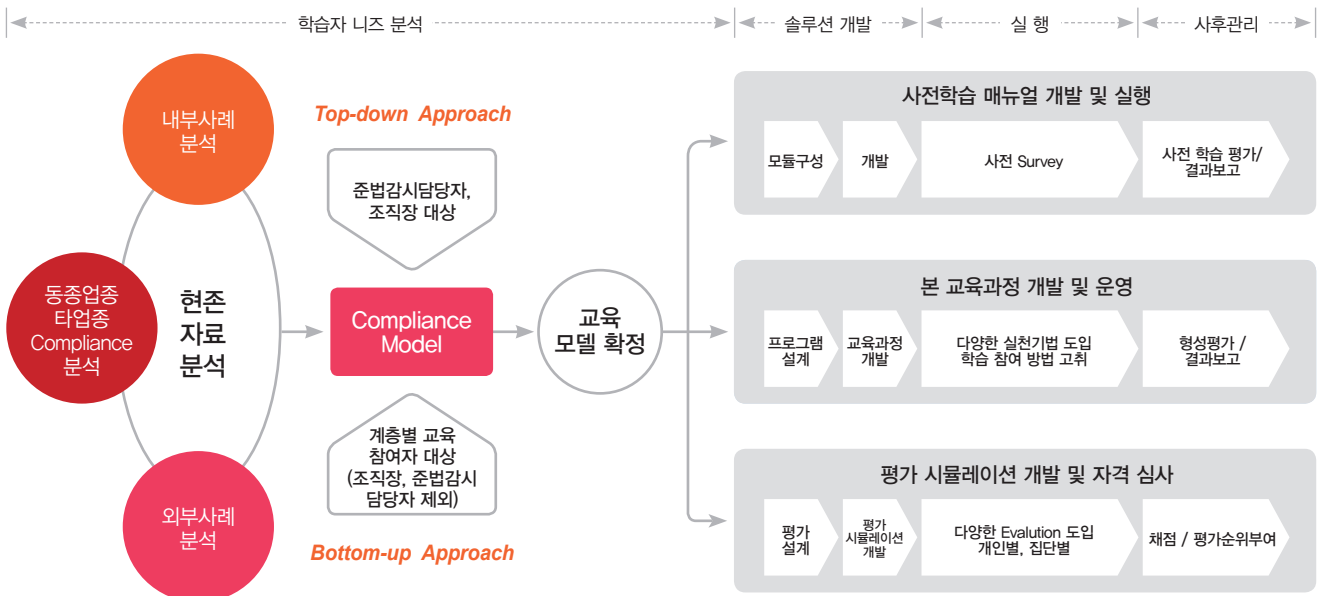 학습자 니즈 분석
솔루션 개발
실 행
사후관리
내부사례
분석
동종업종
타업종
Compliance
분석
현존
자료
분석
외부사례
분석
Top-down Approach
준법감시담당자,
조직장 대상
Compliance
Model
계층별 교육
참여자 대상
(조직장, 준법감시
담당자 제외)
Bottom-up Approach
교육
모델 확정
사전학습 매뉴얼 개발 및 실행
모듈구성
개발
사전 Survey
사전 학습 평가/
결과보고
본 교육과정 개발 및 운영
프로그램
설계
교육과정
개발
다양한 실천기법 도입
학습 참여 방법 고취
형성평가 /
결과보고
평가 시뮬레이션 개발 및 자격 심사
평가
설계
평가
시뮬레이션
개발
다양한 Evalution 도입
개인별, 집단별
채점 / 평가순위부여